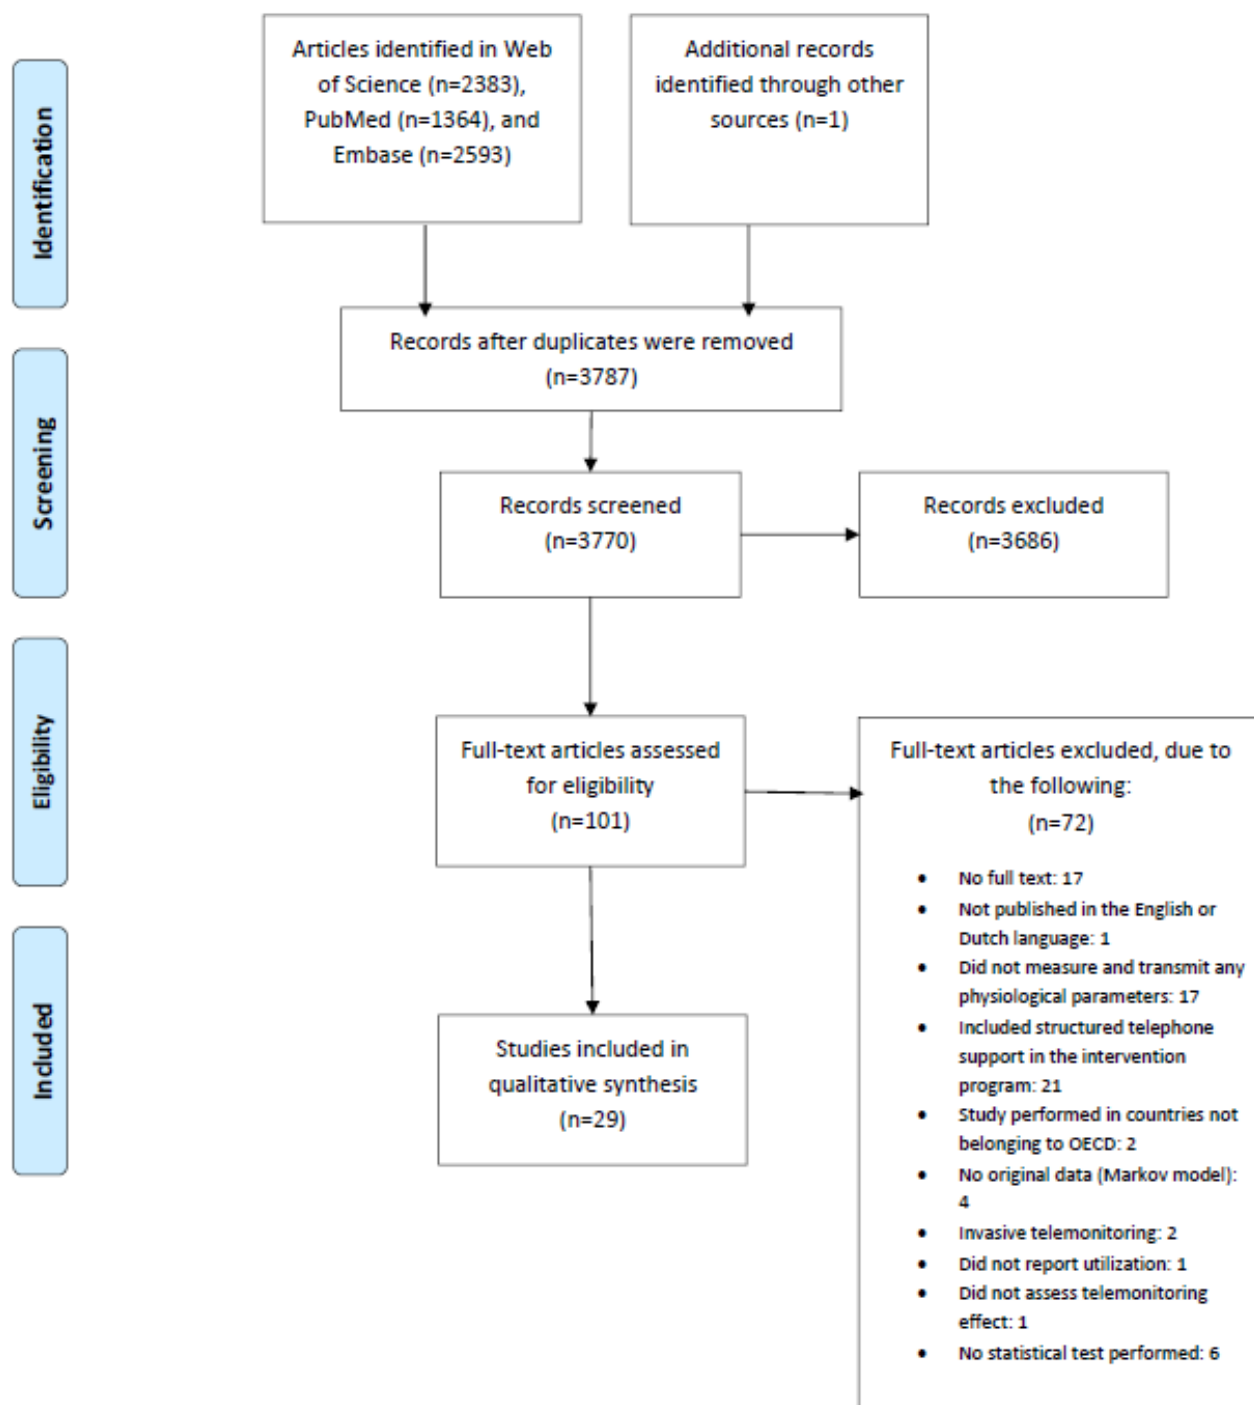 Identification
Articles identified in Web
of Science (n=2383),
PubMed (n=1364), and
Embase (n=2593)
Additional records
identified through other
sources (n=1)
Records after duplicates were removed
(n=3787)
Screening
Records screened
(n=3770)
Records excluded
(n=3686)
Eligibility
Full-text articles assessed
for eligibility
(n=101)
Full-text articles excluded, due to
the following:
(n=72)
• No full text: 17
• Not published in the English or
Dutch language: 1
• Did not measure and transmit any
physiological parameters: 17
• Included structured telephone
support in the intervention
program: 21
• Study performed in countries not
belonging to OECD: 2
• No original data (Markov model):
4
• Invasive telemonitoring: 2
• Did not report utilization: 1
• Did not assess telemonitoring
effect: 1
• No statistical test performed: 6
Included
Studies included in
qualitative synthesis
(n=29)